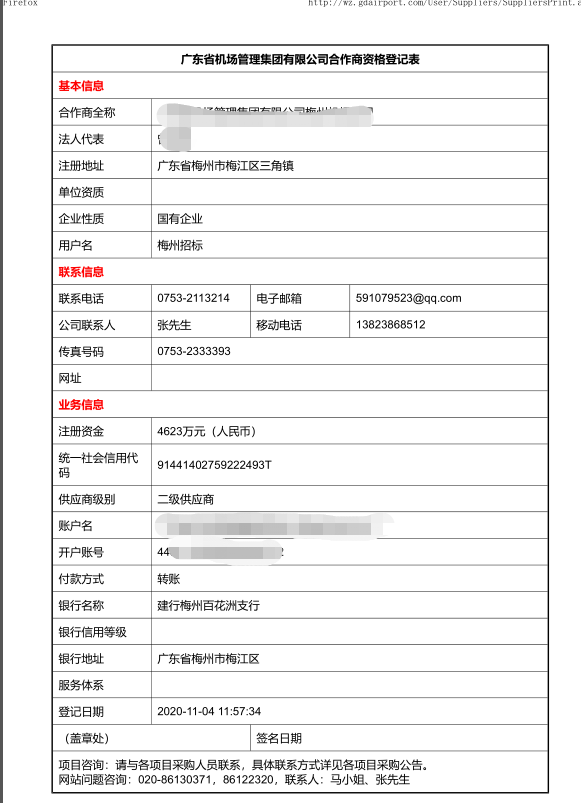 Firefox
http://wz.gdairport.com/User/Suppliers/SuppliersPrint.a
广东省机场管理集团有限公司合作商资格登记表
基本信息
合作商全称
法人代表
注册地址 广东省梅州市梅江区三角镇
单位资质
企业性质 国有企业
用户名 梅州招标
联系信息
联系电话 0753-2113214 电子邮箱 591079523@qq.com
公司联系人 张先生 移动电话 13823868512
传真号码 0753-2333393
网址
业务信息
注册资金 4623万元（人民币）
统一社会信用代
码 91441402759222493T
供应商级别 二级供应商
账户名
开户账号 44
付款方式 转账
银行名称 建行梅州百花洲支行
银行信用等级
银行地址 广东省梅州市梅江区
服务体系
登记日期 2020-11-04 11:57:34
（盖章处） 签名日期
项目咨询：请与各项目采购人员联系，具体联系方式详见各项目采购公告。
网站问题咨询：020-86130371，86122320，联系人：马小姐、张先生